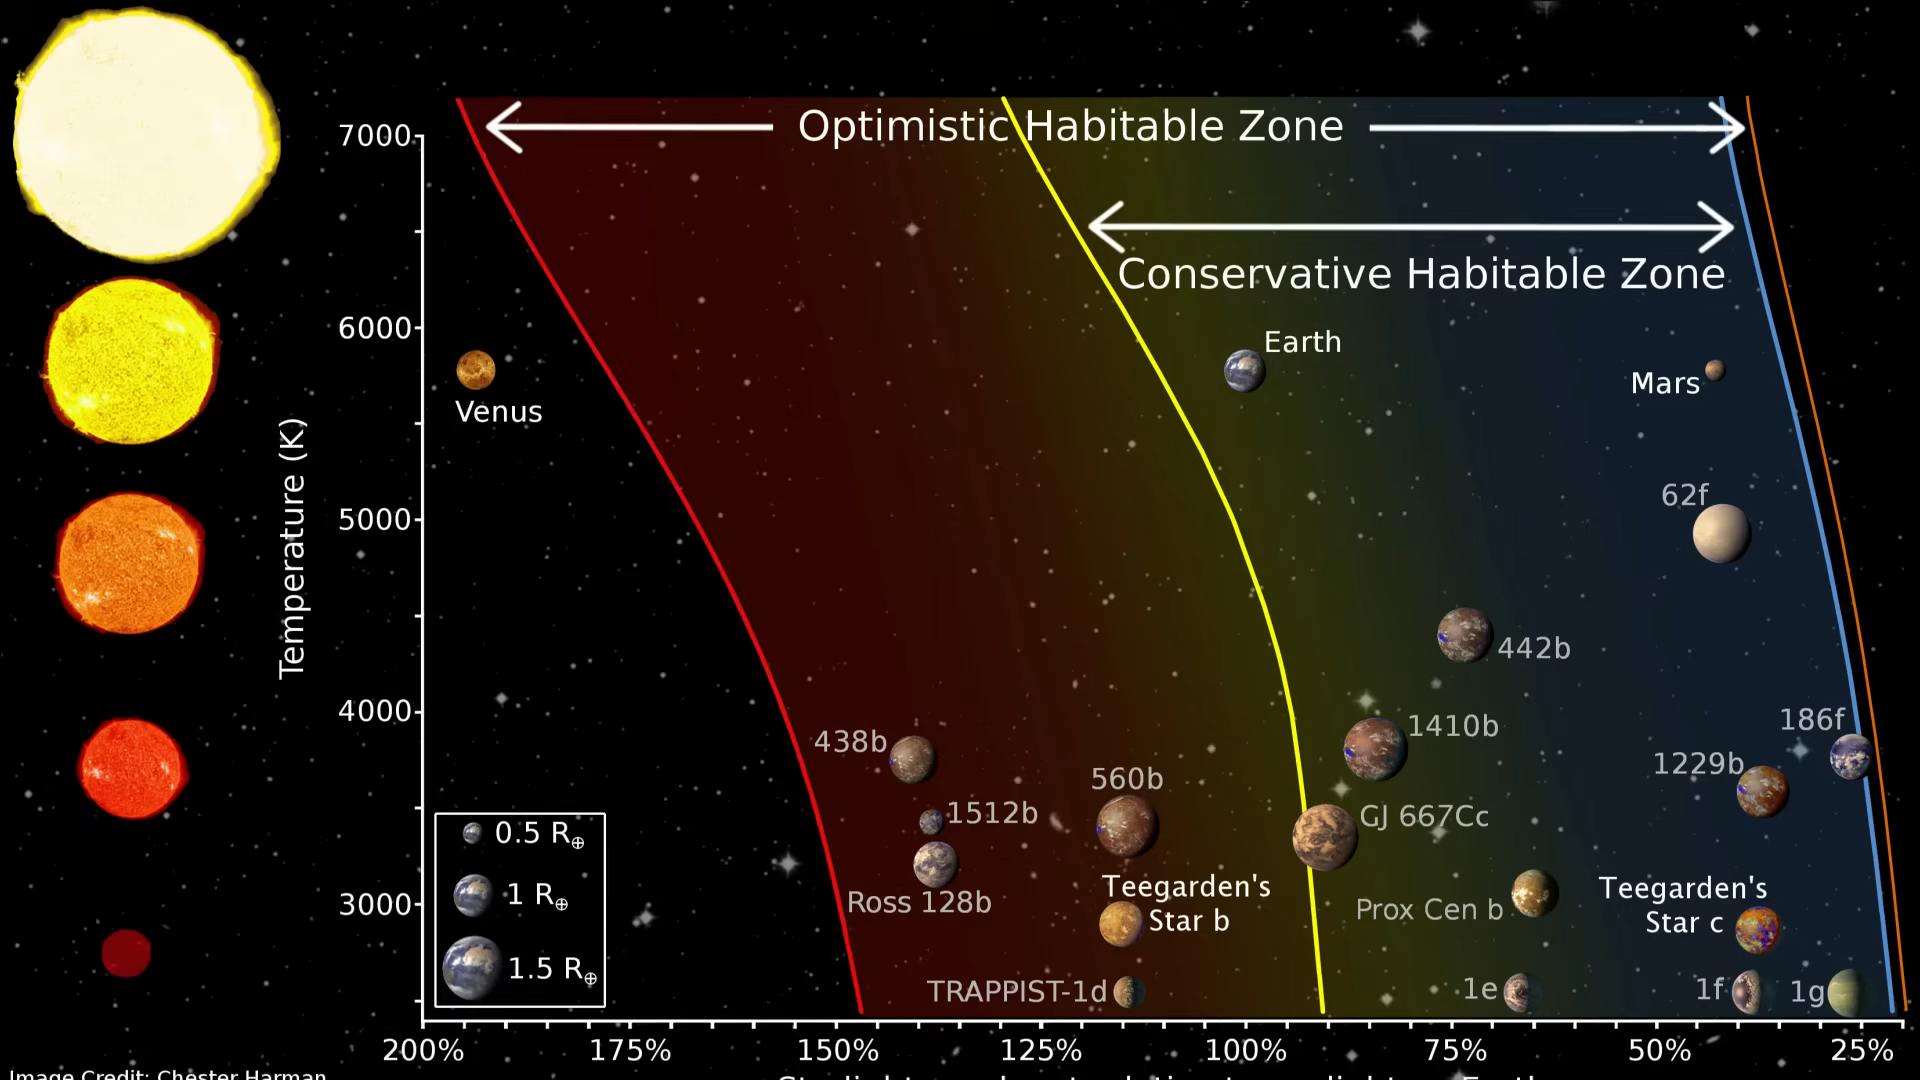 Optimistic Habitable Zone
7000
Conservative Habitable Zone
6000
Earth
Venus
Mars
Temperature (K)
62f
5000
442b
4000
438b
1410b
186f
560b
1229b
1512b
GJ 667Cc
0.5 R⊕
1 R⊕
1.5 R⊕
3000
Ross 128b
Teegarden's
Star b
Prox Cen b
Teegarden's
Star c
TRAPPIST-1d
1e
1f
1g
200% 175% 150% 125% 100% 75% 50% 25%
Image Credit: Chester Harman